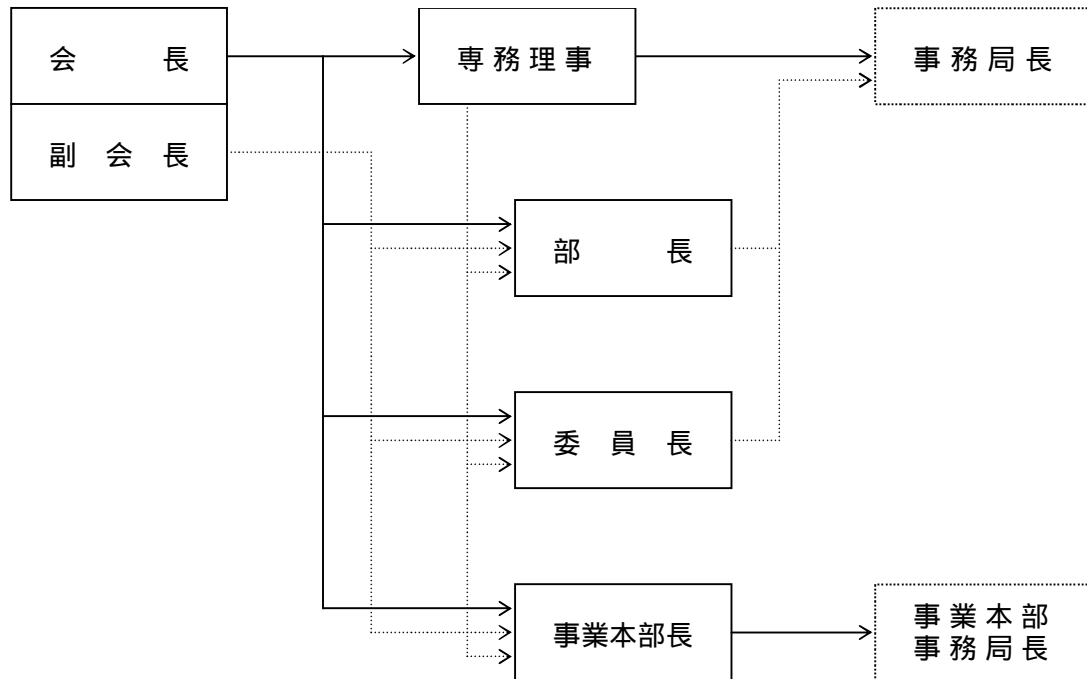 会　　　長
専 務 理 事
事 務 局 長
副　会　長
部　　　長
委　員　長
事業本部長
事 業 本 部
事 務 局 長